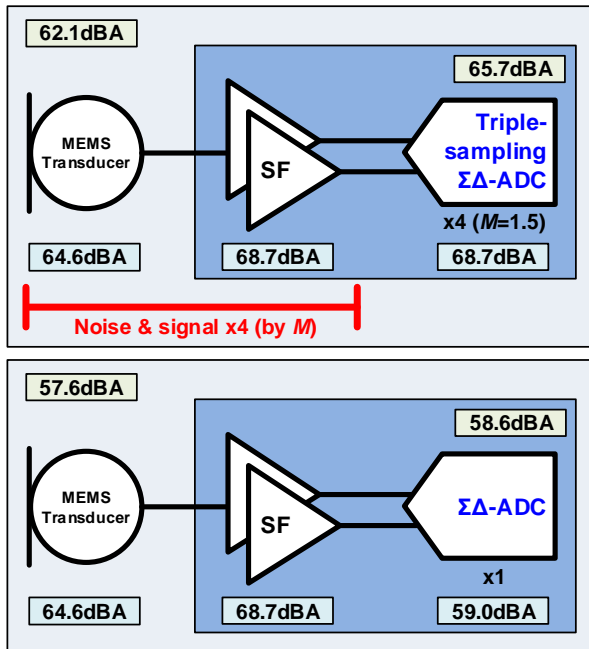 62.1dBA
65.7dBA
MEMS
Transducer
SF
Triple-
sampling
ΣΔ-ADC
x4 (M=1.5)
64.6dBA
68.7dBA
68.7dBA
Noise & signal x4 (by M)
57.6dBA
58.6dBA
MEMS
Transducer
SF
ΣΔ-ADC
x1
64.6dBA
68.7dBA
59.0dBA